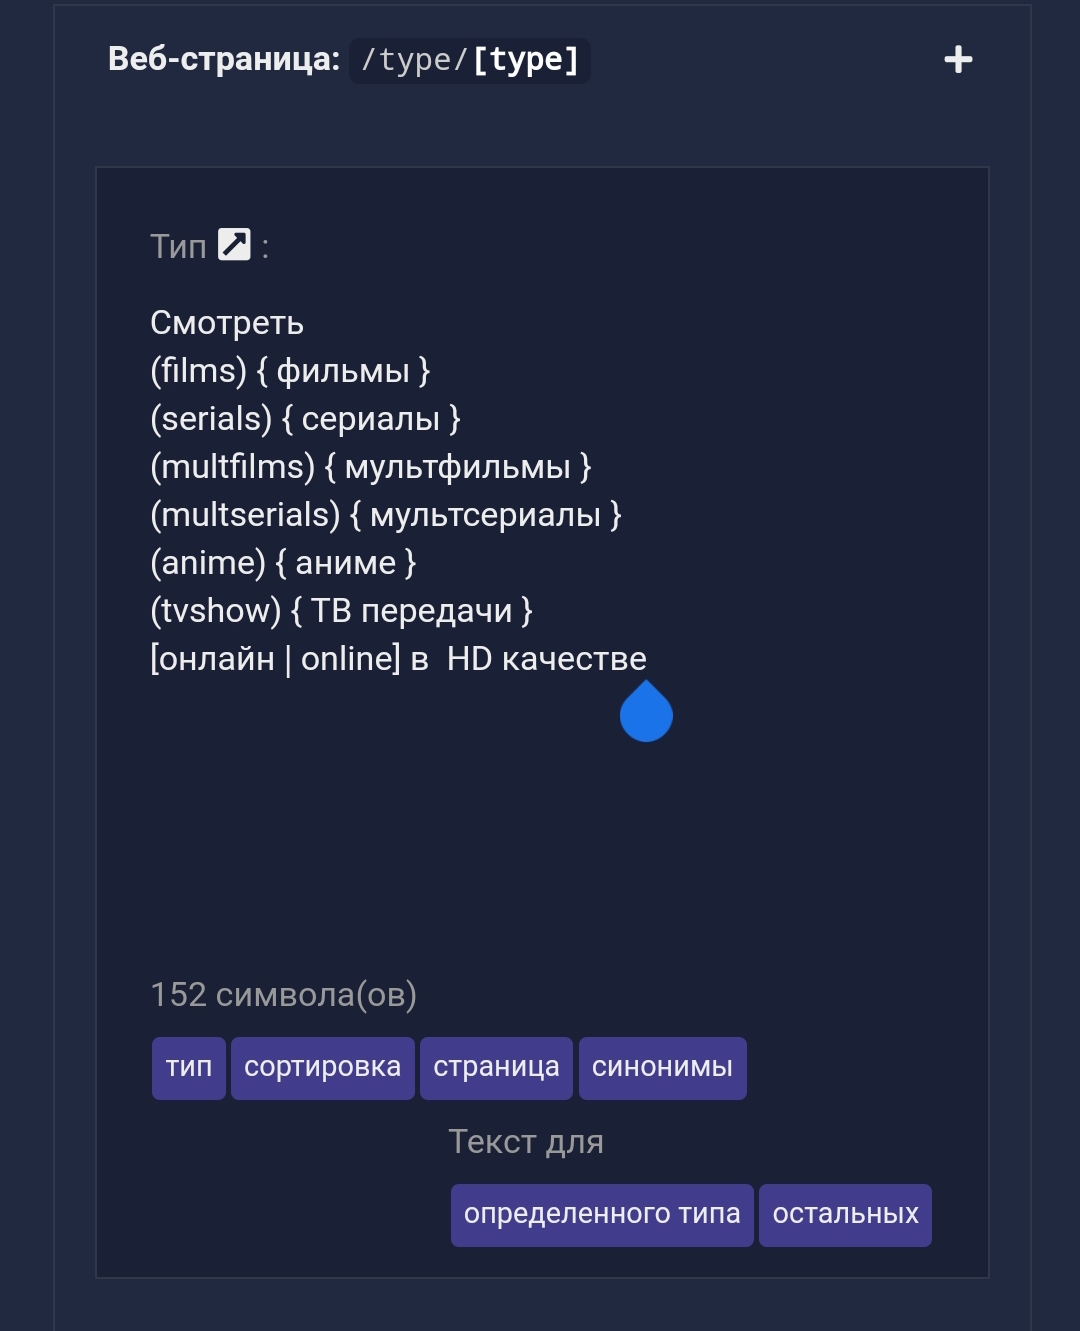 Веб-страница: /type/[type]
Тип :
Смотреть
(films) { фильмы }
(serials) { сериалы }
(multfilms) { мультфильмы }
(multserials) { мультсериалы }
(anime) { аниме }
(tvshow) { ТВ передачи }
[онлайн | online] в  HD качестве
152 символа(ов)
тип сортировка страница синонимы
Текст для
определенного типа остальных